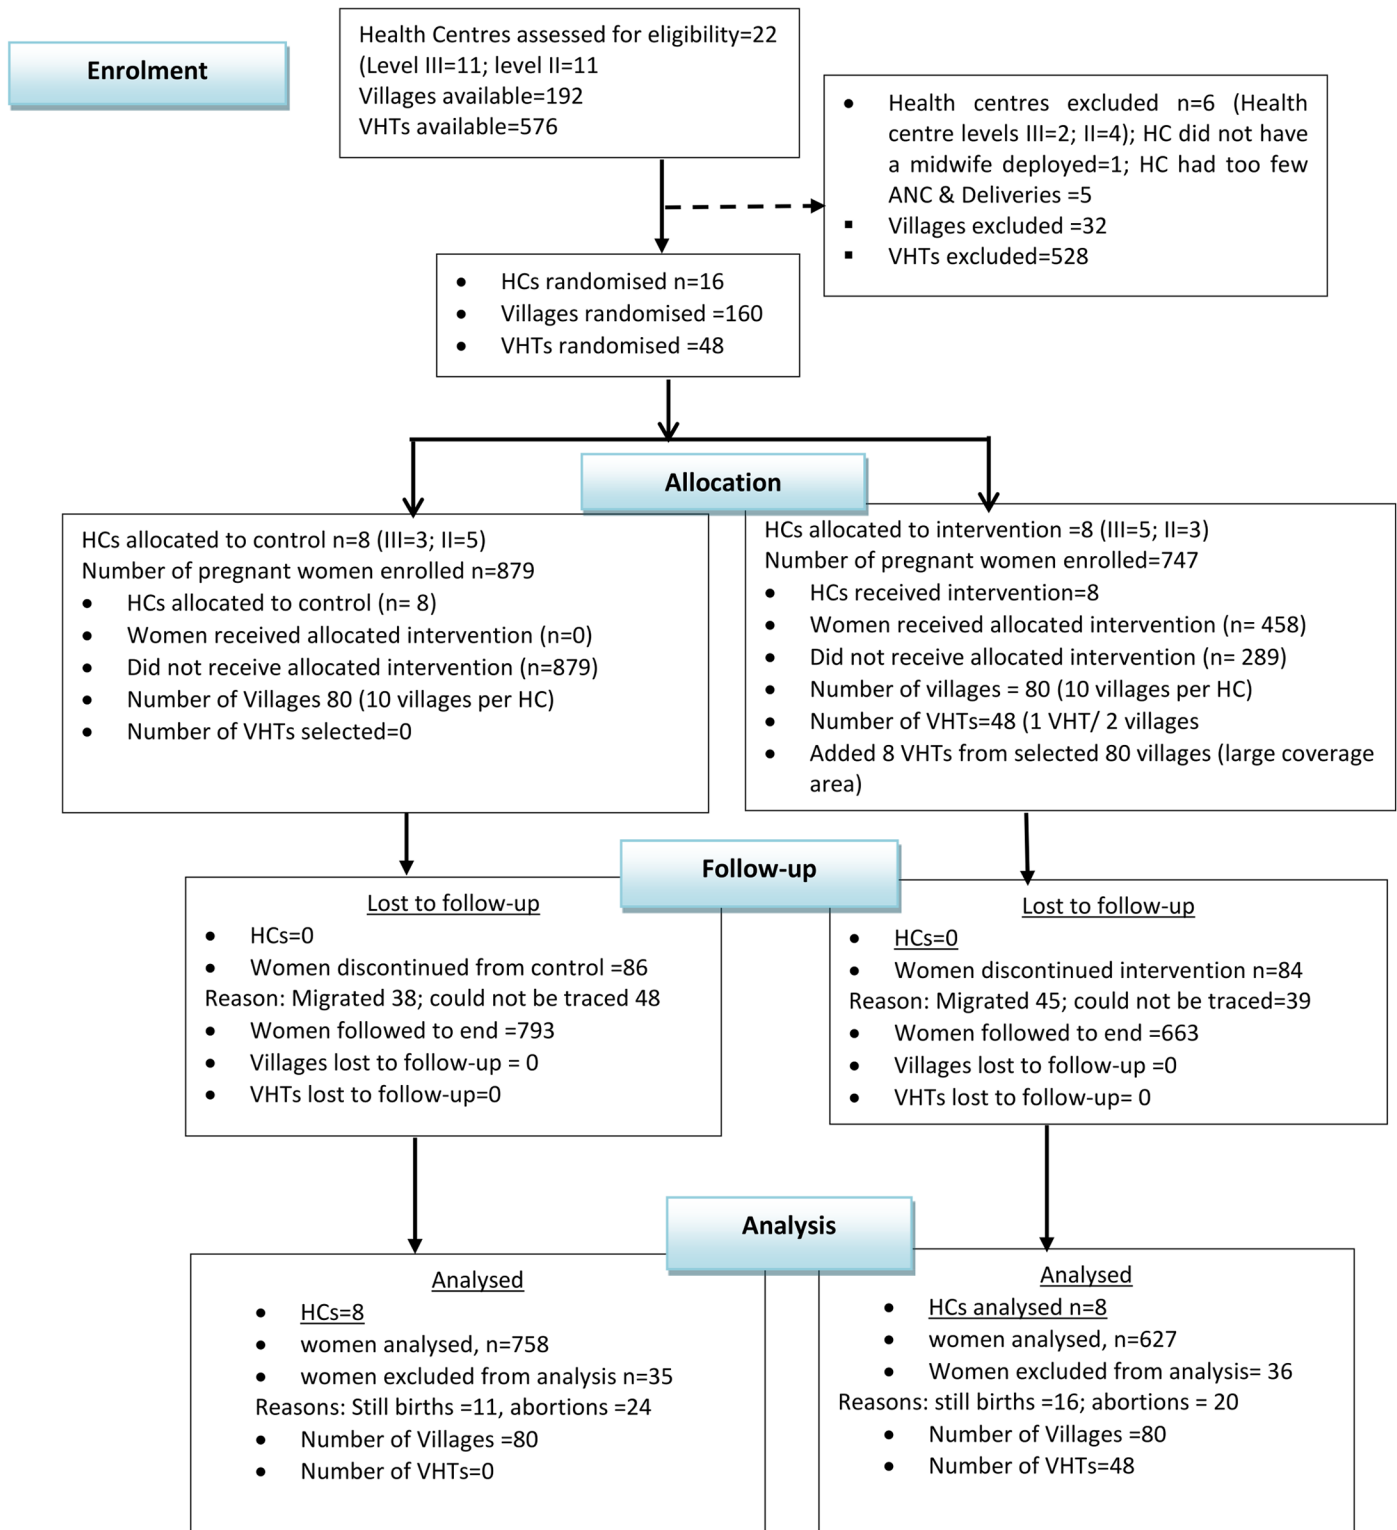 Enrolment
Health Centres assessed for eligibility=22
(Level III=11; level II=11
Villages available=192
VHTs available=576
● Health centres excluded n=6 (Health
centre levels III=2; II=4); HC did not have
a midwife deployed=1; HC had too few
ANC & Deliveries =5
▪ Villages excluded =32
▪ VHTs excluded=528
● HCs randomised n=16
● Villages randomised =160
● VHTs randomised =48
Allocation
HCs allocated to control n=8 (III=3; II=5)
Number of pregnant women enrolled n=879
● HCs allocated to control (n= 8)
● Women received allocated intervention (n=0)
● Did not receive allocated intervention (n=879)
● Number of Villages 80 (10 villages per HC)
● Number of VHTs selected=0
HCs allocated to intervention =8 (III=5; II=3)
Number of pregnant women enrolled=747
● HCs received intervention=8
● Women received allocated intervention (n= 458)
● Did not receive allocated intervention (n= 289)
● Number of villages = 80 (10 villages per HC)
● Number of VHTs=48 (1 VHT/ 2 villages
● Added 8 VHTs from selected 80 villages (large coverage
area)
Follow-up
Lost to follow-up
● HCs=0
● Women discontinued from control =86
Reason: Migrated 38; could not be traced 48
● Women followed to end =793
● Villages lost to follow-up = 0
● VHTs lost to follow-up=0
Lost to follow-up
● HCs=0
● Women discontinued intervention n=84
Reason: Migrated 45; could not be traced=39
● Women followed to end =663
● Villages lost to follow-up =0
● VHTs lost to follow-up= 0
Analysis
Analysed
● HCs=8
● women analysed, n=758
● women excluded from analysis n=35
Reasons: Still births =11, abortions =24
● Number of Villages =80
● Number of VHTs=0
Analysed
● HCs analysed n=8
● women analysed, n=627
● Women excluded from analysis= 36
Reasons: still births =16; abortions = 20
● Number of Villages =80
● Number of VHTs=48